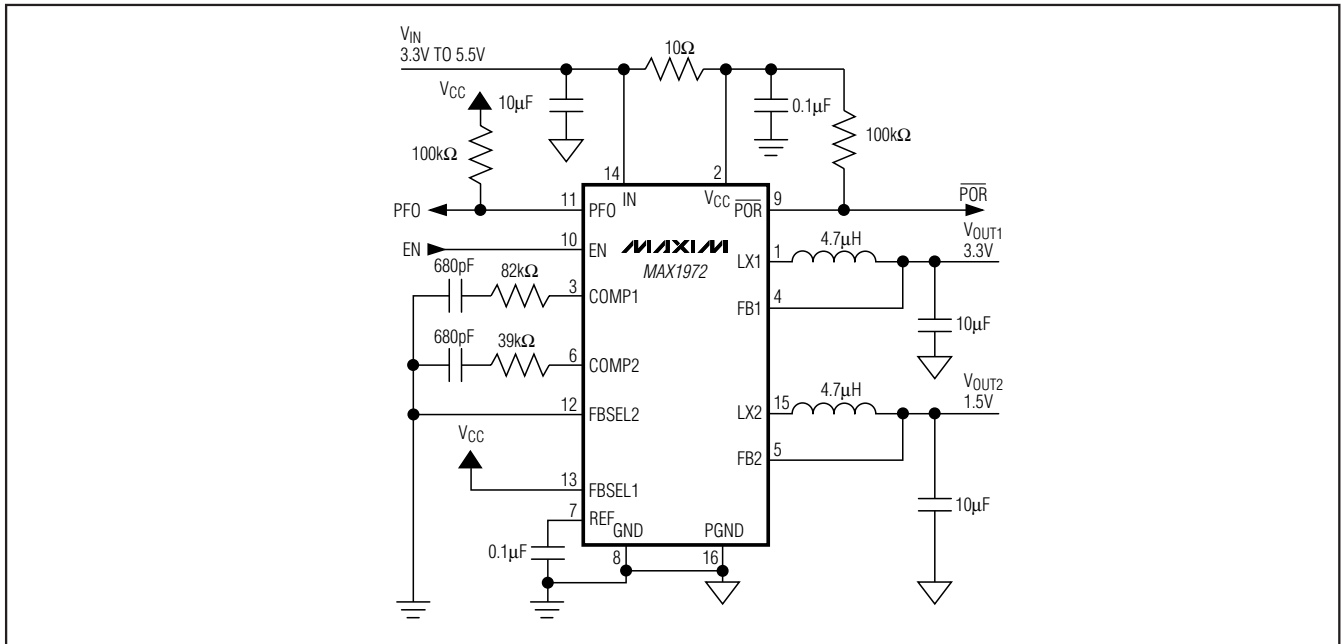 VIN
3.3V TO 5.5V
10Ω
VCC
10μF
0.1μF
100kΩ
100kΩ
14
2
IN
VCC
PFO
11
PFO
POR
9
POR
EN
10
EN
MAXIM
MAX1972
LX1
1
4.7μH
VOUT1
3.3V
680pF
82kΩ
3
COMP1
FB1
4
10μF
680pF
39kΩ
6
COMP2
12
FBSEL2
LX2
15
4.7μH
VOUT2
1.5V
VCC
FB2
5
13
FBSEL1
10μF
7
REF
GND
PGND
0.1μF
8
16